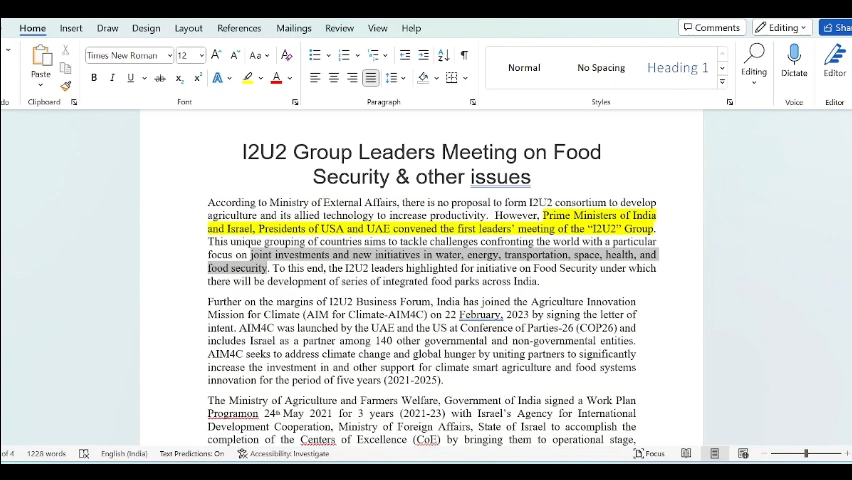 Home Insert Draw Design Layout References Mailings Review View Help Comments Editing Sha
Times New Roman 12 Aa
Normal No Spacing Heading 1
Paste Editing Dictate Editor
B I U ab x₂ x² A A
do Clipboard Font Paragraph Styles Voice Editor
I2U2 Group Leaders Meeting on Food
Security & other issues
According to Ministry of External Affairs, there is no proposal to form I2U2 consortium to develop
agriculture and its allied technology to increase productivity. However, Prime Ministers of India
and Israel, Presidents of USA and UAE convened the first leaders' meeting of the “I2U2” Group.
This unique grouping of countries aims to tackle challenges confronting the world with a particular
focus on joint investments and new initiatives in water, energy, transportation, space, health, and
food security. To this end, the I2U2 leaders highlighted for initiative on Food Security under which
there will be development of series of integrated food parks across India.
Further on the margins of I2U2 Business Forum, India has joined the Agriculture Innovation
Mission for Climate (AIM for Climate-AIM4C) on 22 February, 2023 by signing the letter of
intent. AIM4C was launched by the UAE and the US at Conference of Parties-26 (COP26) and
includes Israel as a partner among 140 other governmental and non-governmental entities.
AIM4C seeks to address climate change and global hunger by uniting partners to significantly
increase the investment in and other support for climate smart agriculture and food systems
innovation for the period of five years (2021-2025).
The Ministry of Agriculture and Farmers Welfare, Government of India signed a Work Plan
Programon 24th May 2021 for 3 years (2021-23) with Israel's Agency for International
Development Cooperation, Ministry of Foreign Affairs, State of Israel to accomplish the
completion of the Centers of Excellence (CoE) by bringing them to operational stage,
of 4 1228 words English (India) Text Predictions: On Accessibility: Investigate Focus